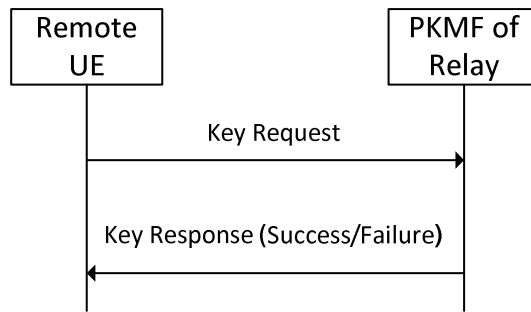 Remote
UE
PKMF of
Relay
Key Request
Key Response (Success/Failure)